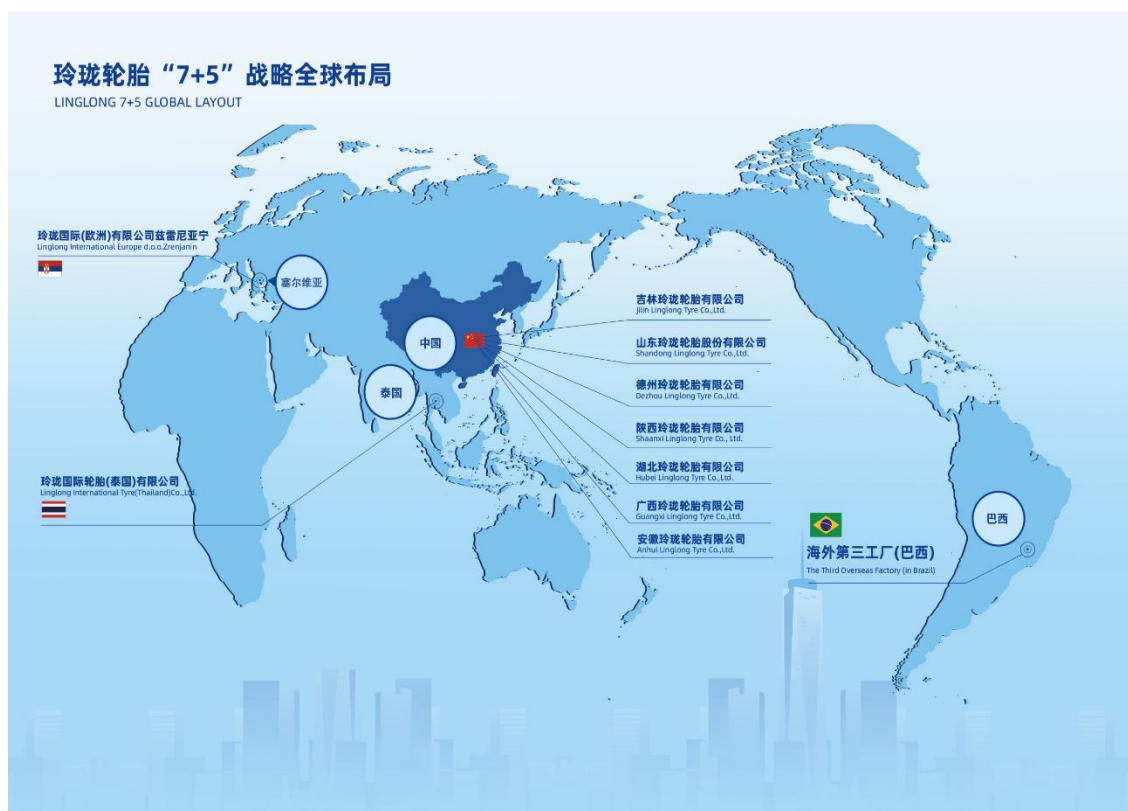 玲珑轮胎“7+5”战略全球布局
LINGLONG 7+5 GLOBAL LAYOUT
玲珑国际(欧洲)有限公司兹雷尼亚宁
Linglong International Europe d.o.o.Zrenjanin
塞尔维亚
中国
泰国
吉林玲珑轮胎有限公司
Jilin Linglong Tyre Co.,Ltd.
山东玲珑轮胎股份有限公司
Shandong Linglong Tyre Co.,Ltd.
德州玲珑轮胎有限公司
Dezhou Linglong Tyre Co.,Ltd.
陕西玲珑轮胎有限公司
Shaanxi Linglong Tyre Co., Ltd.
湖北玲珑轮胎有限公司
Hubei Linglong Tyre Co.,Ltd.
广西玲珑轮胎有限公司
Guangxi Linglong Tyre Co.,Ltd.
安徽玲珑轮胎有限公司
Anhui Linglong Tyre Co.,Ltd.
玲珑国际轮胎(泰国)有限公司
Linglong International Tyre(Thailand)Co.,Ltd.
巴西
海外第三工厂(巴西)
The Third Overseas Factory (in Brazil)